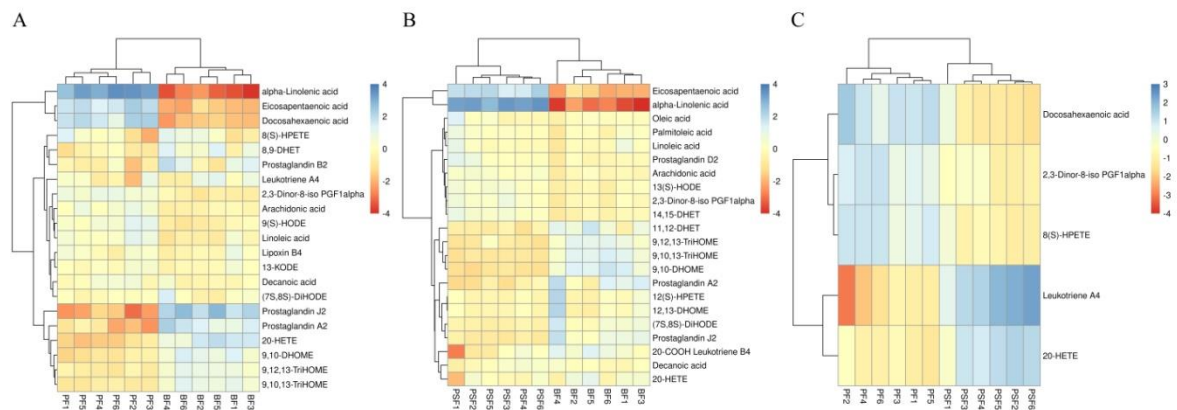 A
alpha-Linolenic acid
Eicosapentaenoic acid
Docosahexaenoic acid
8(S)-HPETE
8,9-DHET
Prostaglandin B2
Leukotriene A4
2,3-Dinor-8-iso PGF1alpha
Arachidonic acid
9(S)-HODE
Linoleic acid
Lipoxin B4
13-KODE
Decanoic acid
(7S,8S)-DiHODE
Prostaglandin J2
Prostaglandin A2
20-HETE
9,10-DHOME
9,12,13-TriHOME
9,10,13-TriHOME
PF1 PF5 PF4 PF6 PF2 PF3 BF4 BF6 BF2 BF5 BF1 BF3
4
2
0
-2
-4
B
Eicosapentaenoic acid
alpha-Linolenic acid
Oleic acid
Palmitoleic acid
Linoleic acid
Prostaglandin D2
Arachidonic acid
13(S)-HODE
2,3-Dinor-8-iso PGF1alpha
14,15-DHET
11,12-DHET
9,12,13-TriHOME
9,10,13-TriHOME
9,10-DHOME
Prostaglandin A2
12(S)-HPETE
12,13-DHOME
(7S,8S)-DiHODE
Prostaglandin J2
20-COOH Leukotriene B4
Decanoic acid
20-HETE
PSF1 PSF2 PSF5 PSF3 PSF4 PSF6 BF4 BF2 BF5 BF6 BF1 BF3
4
2
0
-2
-4
C
Docosahexaenoic acid
2,3-Dinor-8-iso PGF1alpha
8(S)-HPETE
Leukotriene A4
20-HETE
PF2 PF4 PF6 PF3 PF1 PF5 PSF1 PSF3 PSF4 PSF5 PSF2 PSF6
3
2
1
0
-1
-2
-3
-4